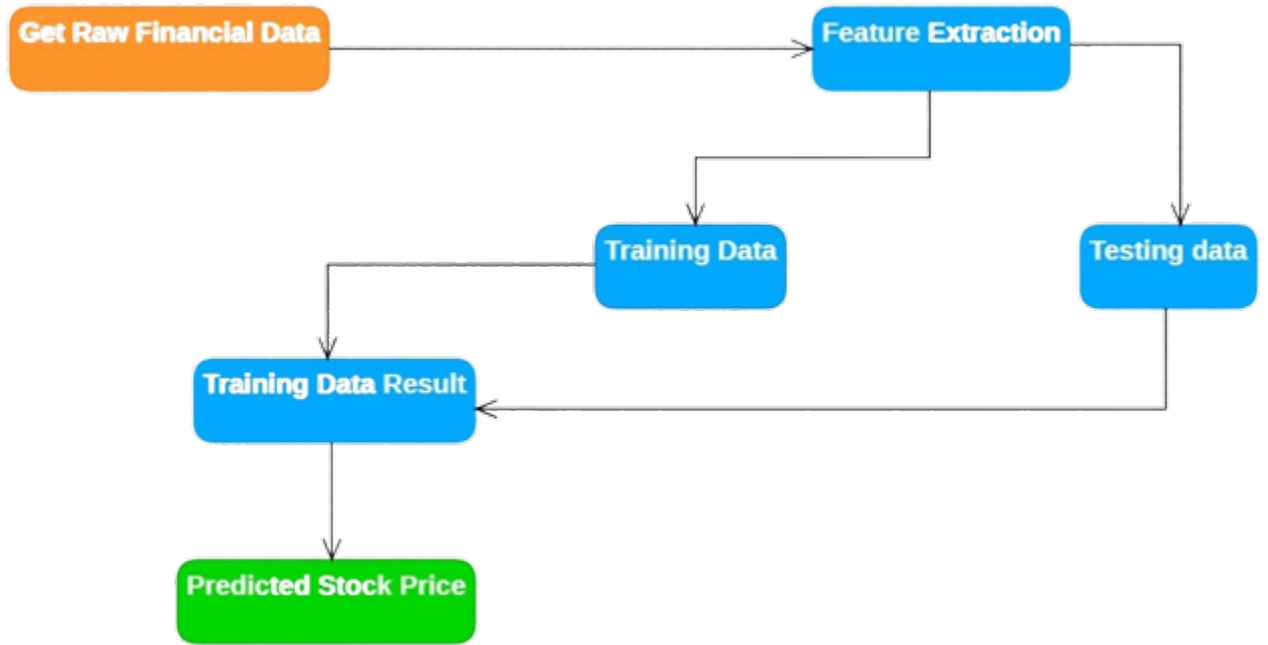 Get Raw Financial Data
Feature Extraction
Training Data
Testing data
Training Data Result
Predicted Stock Price